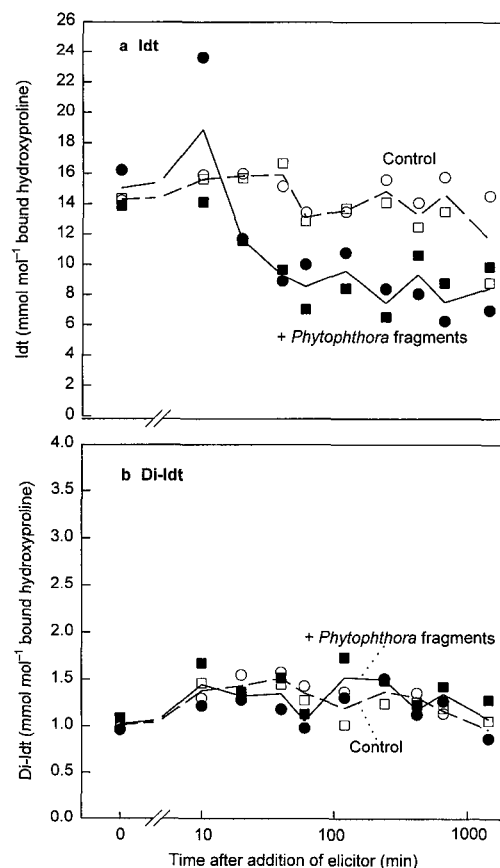 a Idt
26
24
22
20
18
16
14
12
10
8
6
4
2
0
Idt (mmol mol⁻¹ bound hydroxyproline)
Control
+ Phytophthora fragments
b Di-Idt
4.0
3.5
3.0
2.5
2.0
1.5
1.0
0.5
0.0
Di-Idt (mmol mol⁻¹ bound hydroxyproline)
+ Phytophthora fragments
Control
0 10 100 1000
Time after addition of elicitor (min)